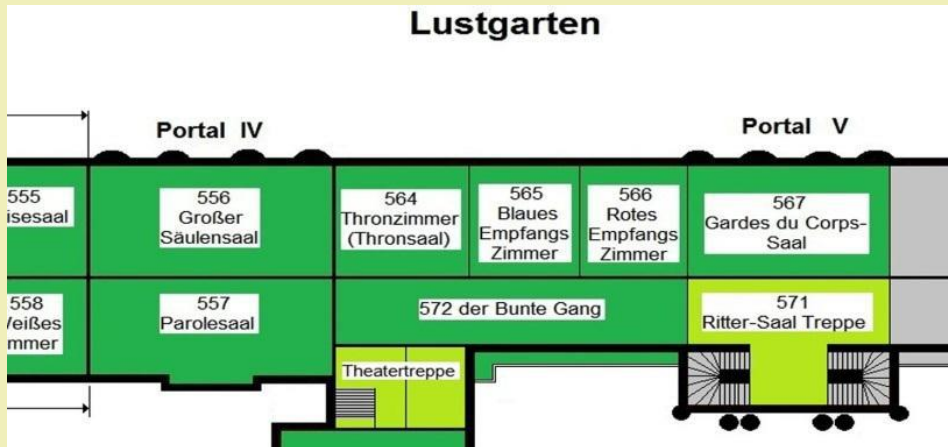 Lustgarten
Portal IV
Portal V
555
isesaal
556
Großer
Säulensaal
564
Thronzimmer
(Thronsaal)
565
Blaues
Empfangs
Zimmer
566
Rotes
Empfangs
Zimmer
567
Gardes du Corps-
Saal
558
Weißes
mmer
557
Parolesaal
572 der Bunte Gang
571
Ritter-Saal Treppe
Theatertreppe